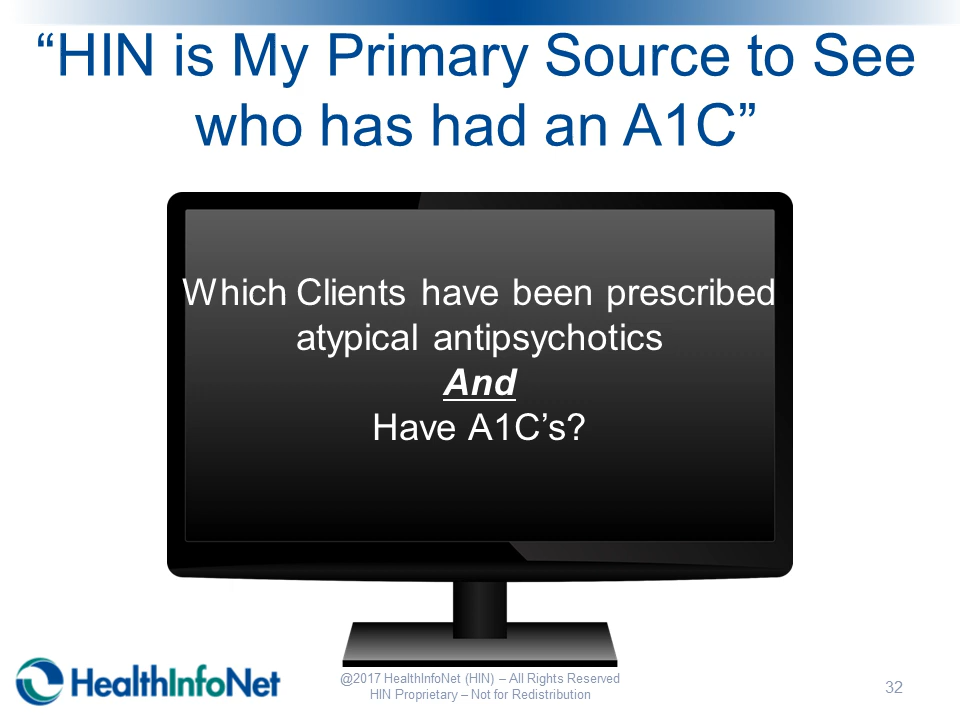 “HIN is My Primary Source to See
who has had an A1C”
Which Clients have been prescribed
atypical antipsychotics
And
Have A1C’s?
HealthInfoNet
@2017 HealthInfoNet (HIN) – All Rights Reserved
HIN Proprietary – Not for Redistribution
32